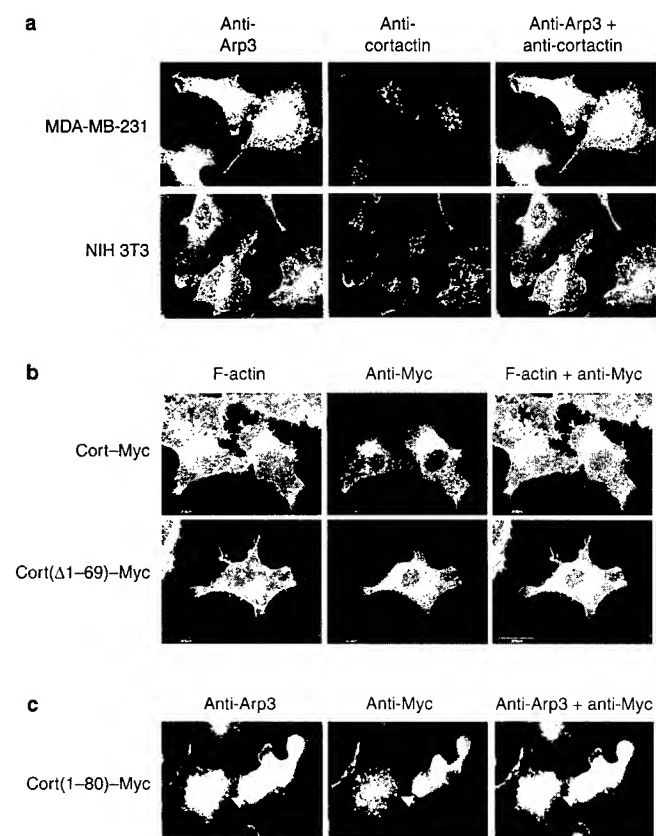 a
Anti-
Arp3
Anti-
cortactin
Anti-Arp3 +
anti-cortactin
MDA-MB-231
NIH 3T3
b
F-actin
Anti-Myc
F-actin + anti-Myc
Cort–Myc
Cort(Δ1–69)–Myc
c
Anti-Arp3
Anti-Myc
Anti-Arp3 + anti-Myc
Cort(1–80)–Myc